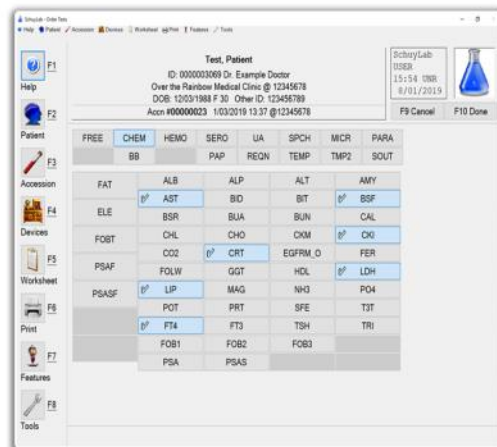 SchuyLab - Order Tests
Help Patient Accession Devices Worksheet Print Features Tools
F1
Help
F2
Patient
F3
Accession
F4
Devices
F5
Worksheet
F6
Print
F7
Features
F8
Tools
Test, Patient
ID: 0000003069 Dr. Example Doctor
Over the Rainbow Medical Clinic @ 12345678
DOB: 12/03/1988 F 30 Other ID: 123456789
Accn #00000023 1/03/2019 13:37 @12345678
SchuyLab
USER
15:54 UNR
8/01/2019
F9 Cancel F10 Done
FREE CHEM HEMO SERO UA SPCH MICR PARA
BB PAP REQN TEMP TMP2 SOUT
FAT
ELE
FOBT
PSAF
PSASF
ALB ALP ALT AMY
AST BID BIT BSF
BSR BUA BUN CAL
CHL CHO CKM CKI
CO2 CRT EGFRM_O FER
FOLW GGT HDL LDH
LIP MAG NH3 PO4
POT PRT SFE T3T
FT4 FT3 TSH TRI
FOB1 FOB2 FOB3
PSA PSAS